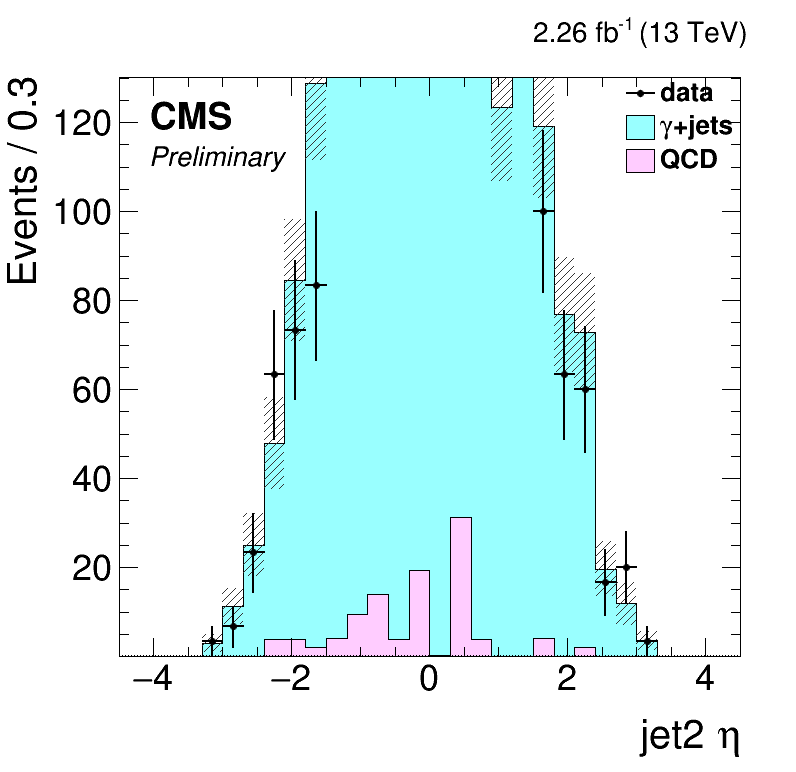 2.26 fb-1 (13 TeV)
Events / 0.3
CMS
Preliminary
data
γ+jets
QCD
120
100
80
60
40
20
−4 −2 0 2 4
jet2 η